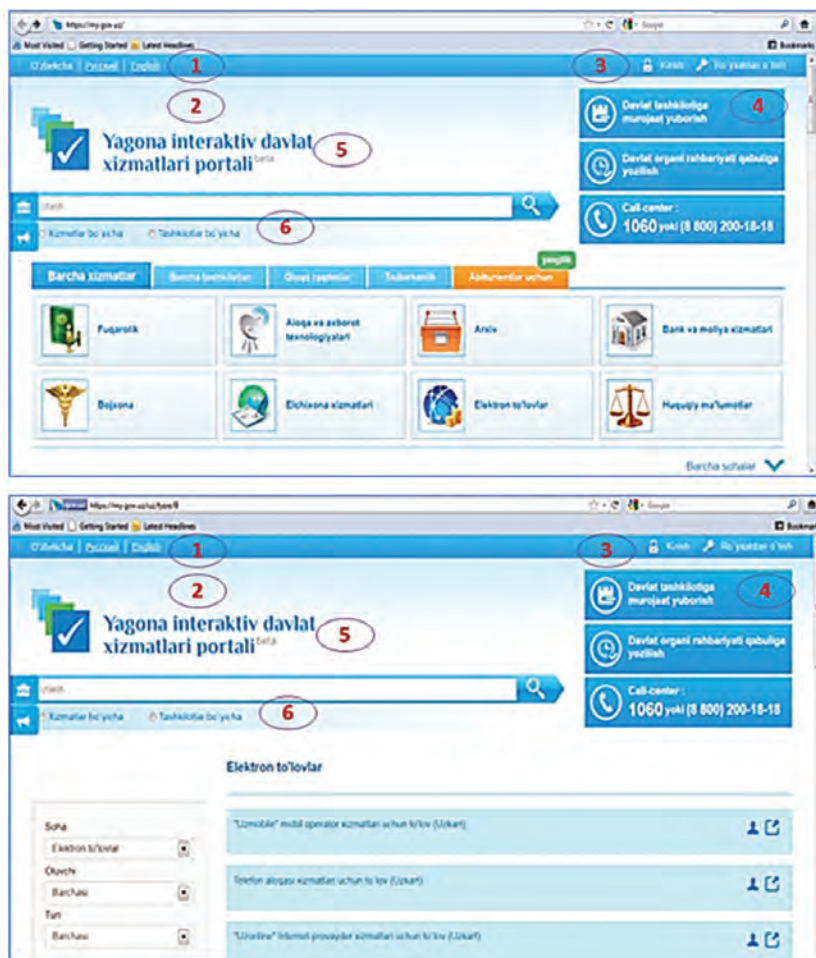 https://my.gov.uz/
Google
Most Visited Getting Started Latest Headlines
Bookmarks
O'zbekcha | Русский | English
1
3
Kirish
Ro'yxatdan o'tish
2
4
Davlat tashkilotiga
murojaat yuborish
Yagona interaktiv davlat
xizmatlari portali beta
5
Davlat organi rahbariyati qabuliga
yozilish
Xizmatlar bo'yicha
Tashkilotlar bo'yicha
6
Call-center :
1060 yoki (8 800) 200-18-18
yangilik
Barcha xizmatlar
Barcha tashkilotlar
Tadbirkorlik
Abiturientlar uchun
Fuqarolik
Aloqa va axborot
texnologiyalari
Arxiv
Bank va moliya xizmatlari
Bojxona
Elchixona xizmatlari
Elektron to'lovlar
Huquqiy ma'lumotlar
Barcha sohalar
Google
Most Visited Getting Started Latest Headlines
Bookmark
O'zbekcha | Русский | English
1
3
Kirish
Ro'yxatdan o'tish
2
4
Davlat tashkilotiga
murojaat yuborish
Yagona interaktiv davlat
xizmatlari portali beta
5
Davlat organi rahbariyati qabuliga
yozilish
Xizmatlar bo'yicha
Tashkilotlar bo'yicha
6
Call-center :
1060 yoki (8 800) 200-18-18
Elektron to'lovlar
Soha
Elektron to'lovlar
Oluvchi
Barchasi
Turi
Barchasi
"Uzmobile" mobil operator xizmatlari uchun to'lov (Uzkart)
Telefon aloqasi xizmatlari uchun to'lov (Uzkart)
"Uzonline" Internet provayder xizmatlari uchun to'lov (Uzkart)